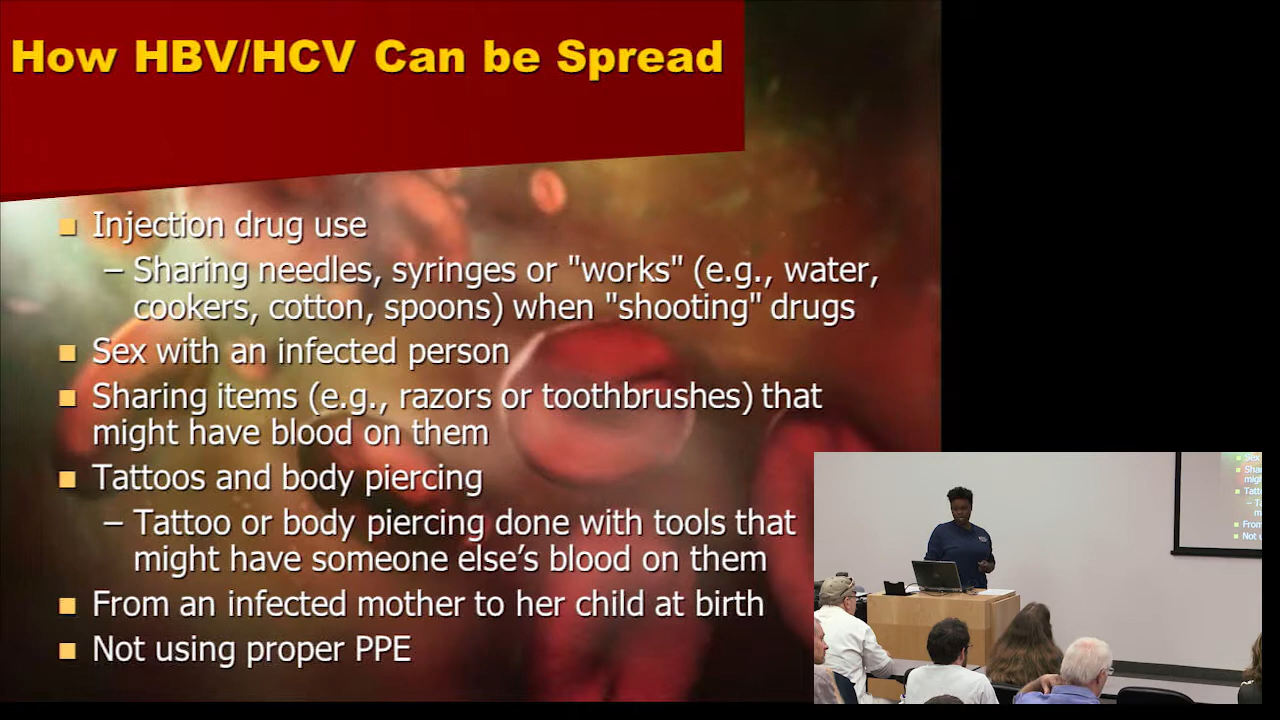 How HBV/HCV Can be Spread
Injection drug use
– Sharing needles, syringes or "works" (e.g., water,
cookers, cotton, spoons) when "shooting" drugs
Sex with an infected person
Sharing items (e.g., razors or toothbrushes) that
might have blood on them
Tattoos and body piercing
– Tattoo or body piercing done with tools that
might have someone else’s blood on them
From an infected mother to her child at birth
Not using proper PPE